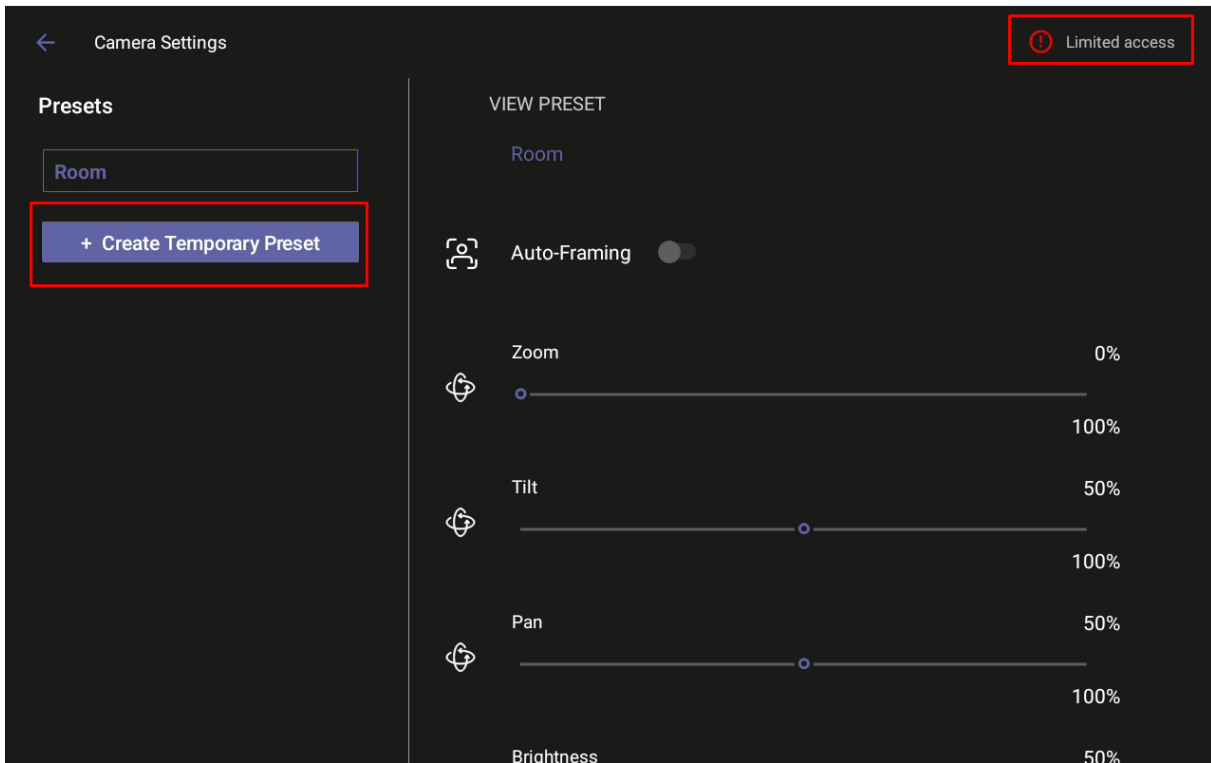 Camera Settings
Limited access
Presets
Room
+ Create Temporary Preset
VIEW PRESET
Room
Auto-Framing
Zoom
0%
100%
Tilt
50%
100%
Pan
50%
100%
Brightness
50%